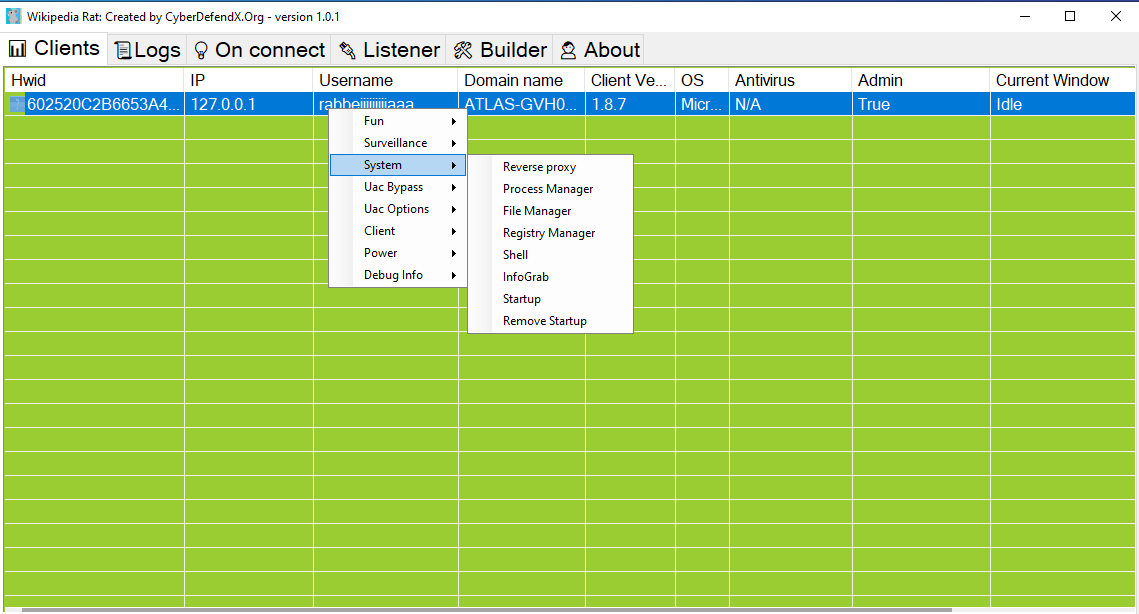 Wikipedia Rat: Created by CyberDefendX.Org - version 1.0.1
Clients Logs On connect Listener Builder About
Hwid IP Username Domain name Client Ve... OS Antivirus Admin Current Window
602520C2B6653A4... 127.0.0.1 ATLAS-GVH0... 1.8.7 Micr... N/A True Idle
Fun
Surveillance
System
Uac Bypass
Uac Options
Client
Power
Debug Info
Reverse proxy
Process Manager
File Manager
Registry Manager
Shell
InfoGrab
Startup
Remove Startup